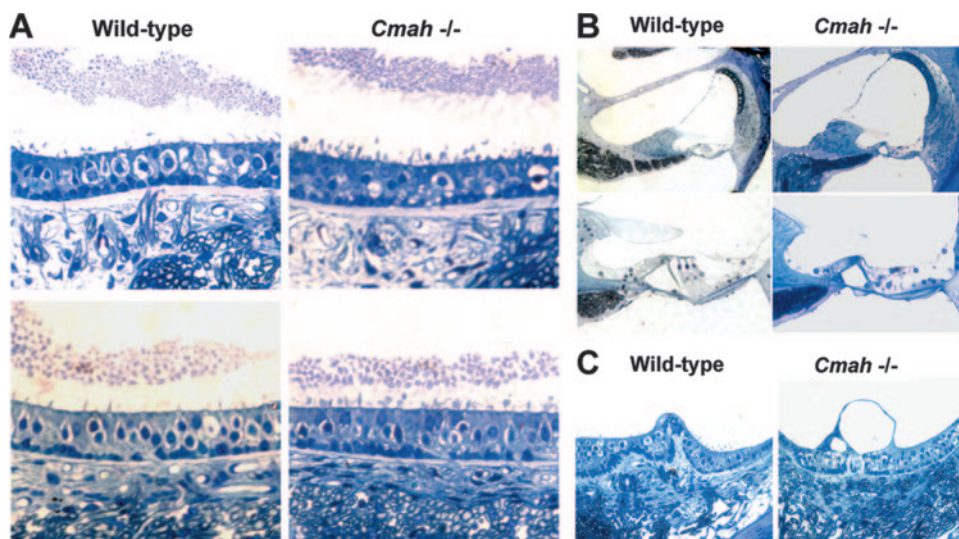 A
Wild-type
Cmah -/-
B
Wild-type
Cmah -/-
C
Wild-type
Cmah -/-